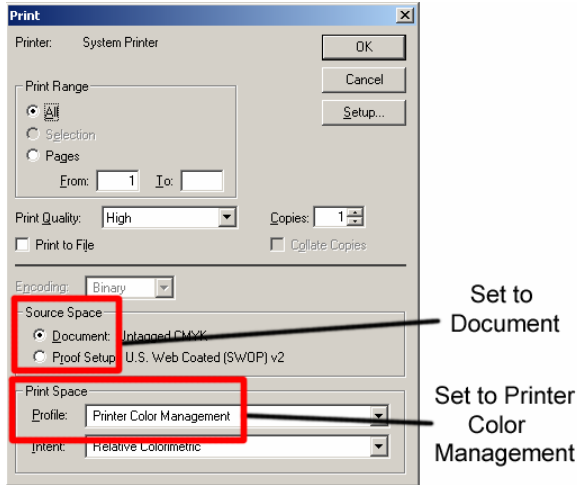 Print
Printer: System Printer
OK
Cancel
Setup...
Print Range
All
Selection
Pages
From: 1 To:
Print Quality: High
Copies: 1
Print to File
Collate Copies
Encoding: Binary
Source Space
Document: Untagged CMYK
Proof Setup: U.S. Web Coated (SWOP) v2
Set to
Document
Print Space
Profile: Printer Color Management
Intent: Relative Colorimetric
Set to Printer
Color
Management